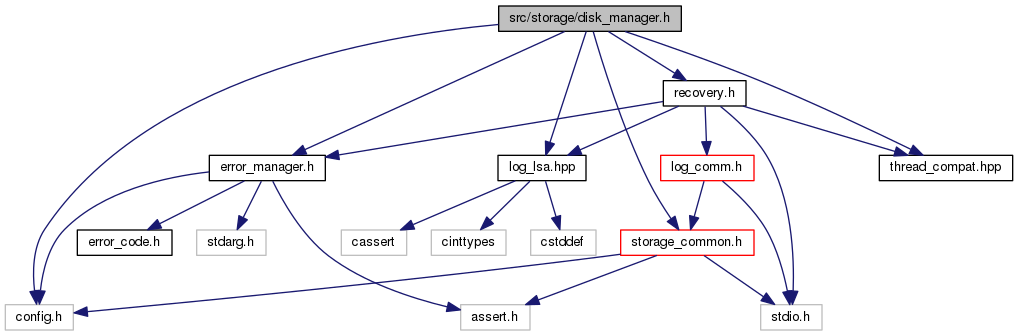 src/storage/disk_manager.h
recovery.h
error_manager.h
log_lsa.hpp
log_comm.h
thread_compat.hpp
error_code.h
stdarg.h
cassert
cinttypes
cstddef
storage_common.h
config.h
assert.h
stdio.h